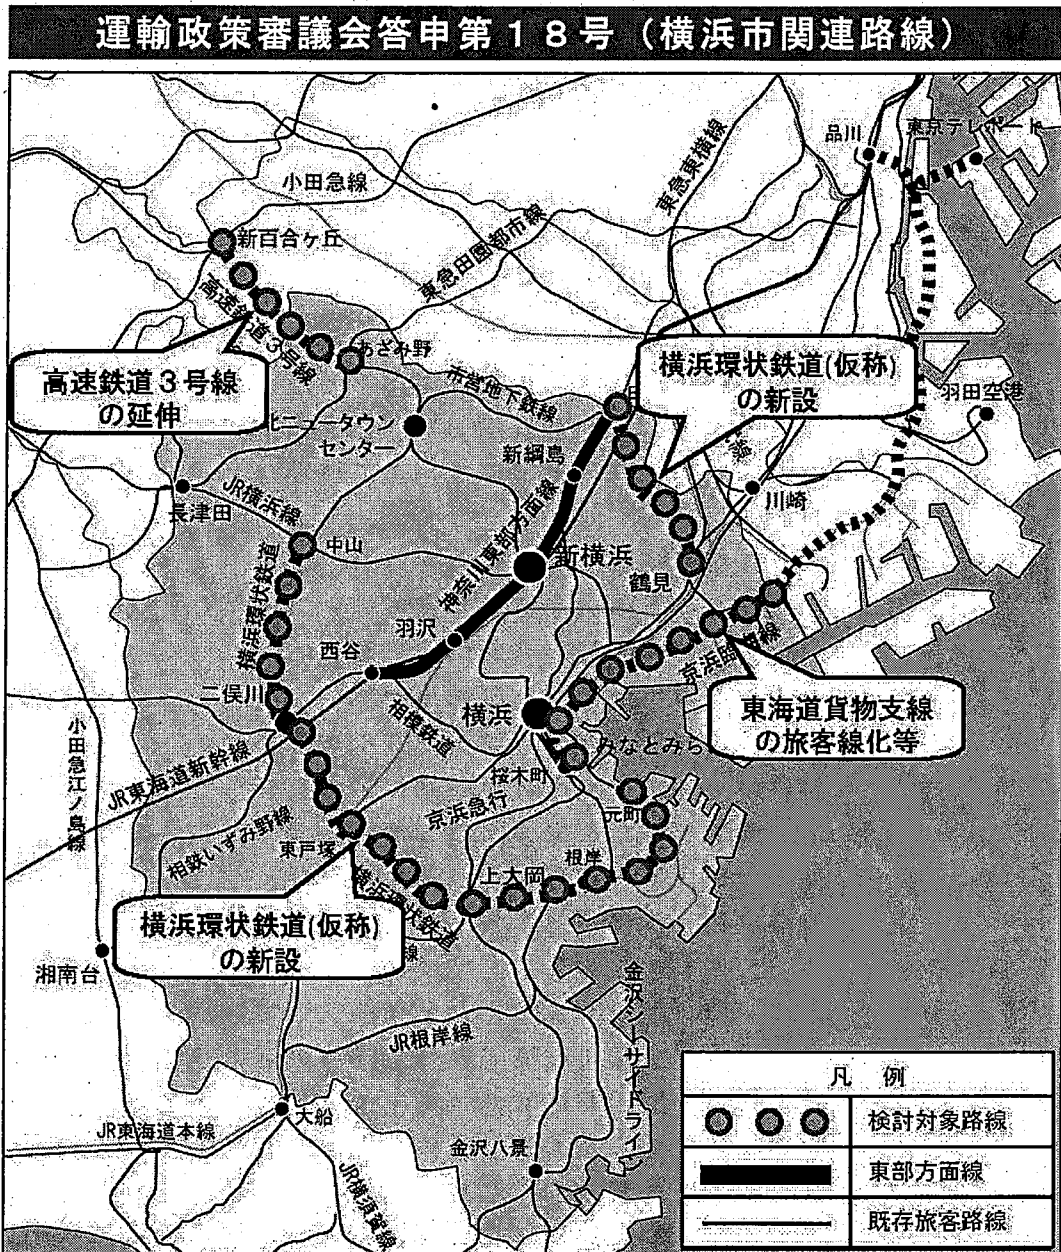 運輸政策審議会答申第１８号（横浜市関連路線）
品川
東京テレポート
小田急線
東急東横線
新百合ヶ丘
東急田園都市線
高速鉄道３号線
あざみ野
高速鉄道３号線
の延伸
横浜環状鉄道(仮称)
の新設
市営地下鉄線
羽田空港
北ニュータウン
センター
新綱島
JR横浜線
長津田
川崎
神奈川東部方面線
中山
新横浜
鶴見
横浜環状鉄道
羽沢
西谷
二俣川
横浜
相模鉄道
東海道貨物支線
の旅客線化等
小田急江ノ島線
JR東海道新幹線
みなとみら
桜木町
京浜急行
元町
相鉄いずみ野線
東戸塚
根岸
上大岡
横浜環状鉄道
横浜環状鉄道(仮称)
の新設
線
湘南台
金沢シーサイドライン
JR根岸線
大船
JR東海道本線
金沢八景
JR横須賀線
凡　例
検討対象路線
東部方面線
既存旅客路線